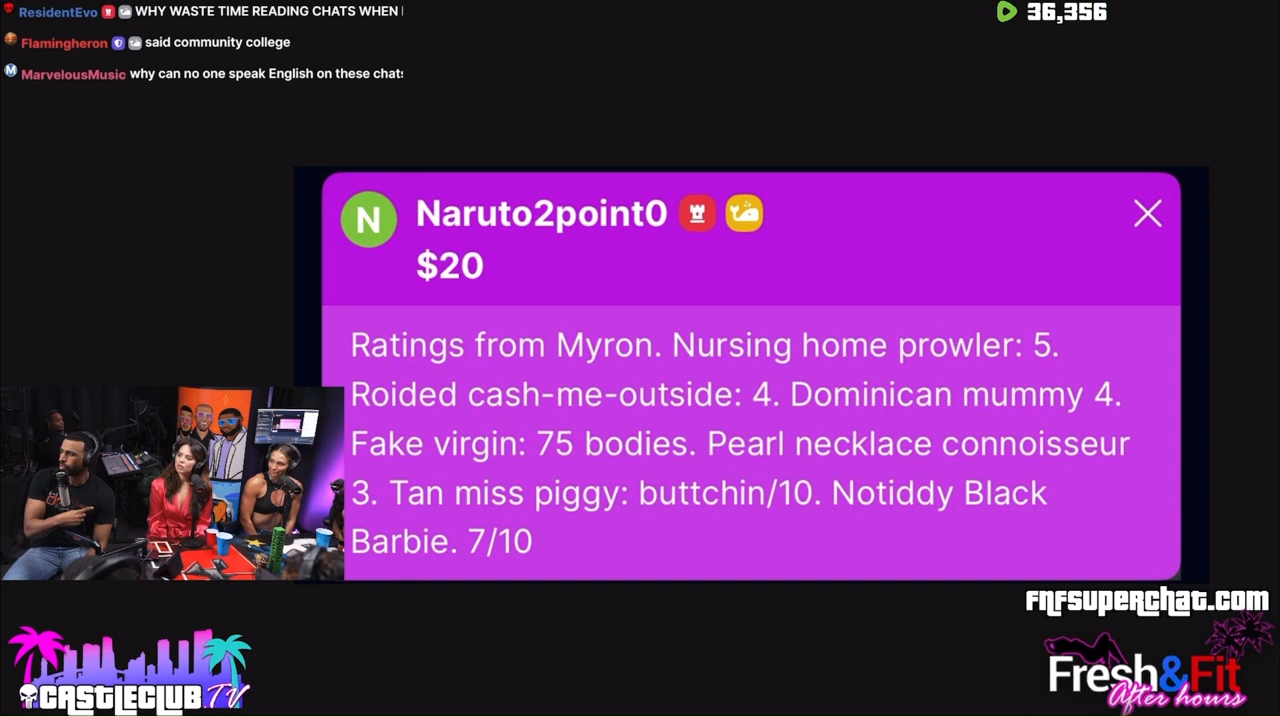 ResidentEvo WHY WASTE TIME READING CHATS WHEN
36,356
Flamingheron said community college
M MarvelousMusic why can no one speak English on these chats
N Naruto2point0
$20
Ratings from Myron. Nursing home prowler: 5.
Roided cash-me-outside: 4. Dominican mummy 4.
Fake virgin: 75 bodies. Pearl necklace connoisseur
3. Tan miss piggy: buttchin/10. Notiddy Black
Barbie. 7/10
FNFSUPERCHAT.COM
CASTLECLUB.TV
Fresh&Fit
After hours